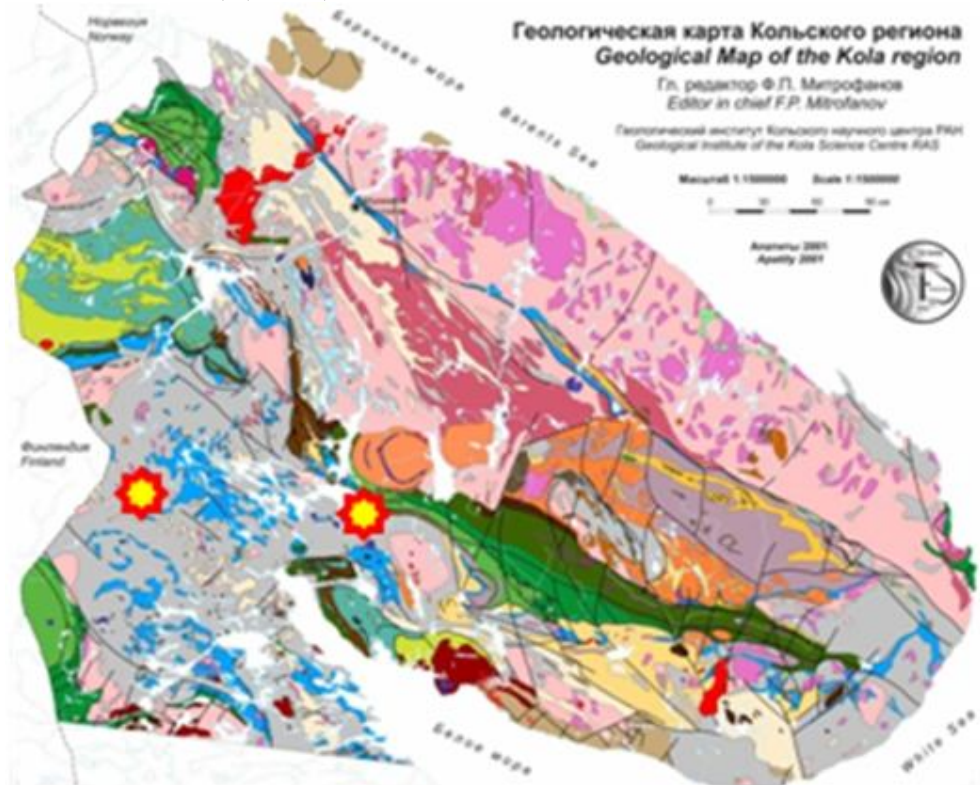 Норвегия
Norway
Баренцево море
Barents Sea
Геологическая карта Кольского региона
Geological Map of the Kola region
Гл. редактор Ф.П. Митрофанов
Editor in chief F.P. Mitrofanov
Геологический институт Кольского научного центра РАН
Geological Institute of the Kola Science Centre RAS
Масштаб 1:1500000 Scale 1:1500000
Апатиты 2001
Apatity 2001
Финляндия
Finland
Белое море
White Sea